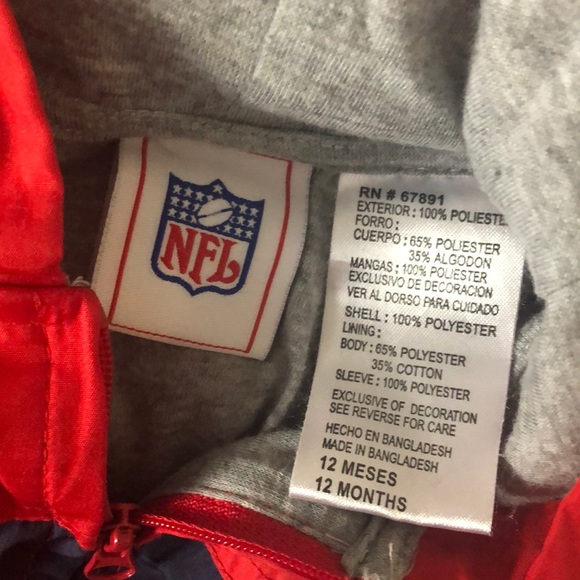 NFL
RN # 67891
EXTERIOR : 100% POLIESTE
FORRO :
CUERPO : 65% POLIESTER
35% ALGODON
MANGAS : 100% POLIESTER
EXCLUSIVO DE DECORACION
VER AL DORSO PARA CUIDADO
SHELL : 100% POLYESTER
LINING :
BODY : 65% POLYESTER
35% COTTON
SLEEVE : 100% POLYESTER
EXCLUSIVE OF DECORATION
SEE REVERSE FOR CARE
HECHO EN BANGLADESH
MADE IN BANGLADESH
12 MESES
12 MONTHS